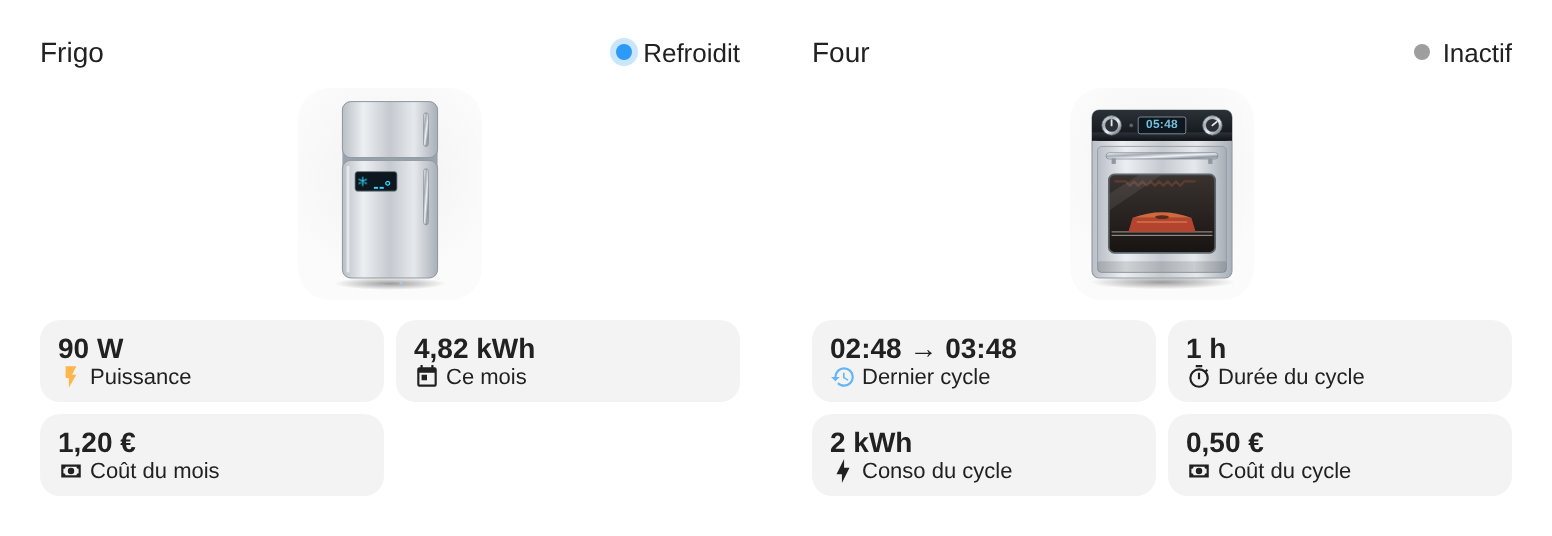 Frigo
Refroidit
90 W
Puissance
4,82 kWh
Ce mois
1,20 €
Coût du mois
Four
Inactif
05:48
02:48 → 03:48
Dernier cycle
1 h
Durée du cycle
2 kWh
Conso du cycle
0,50 €
Coût du cycle